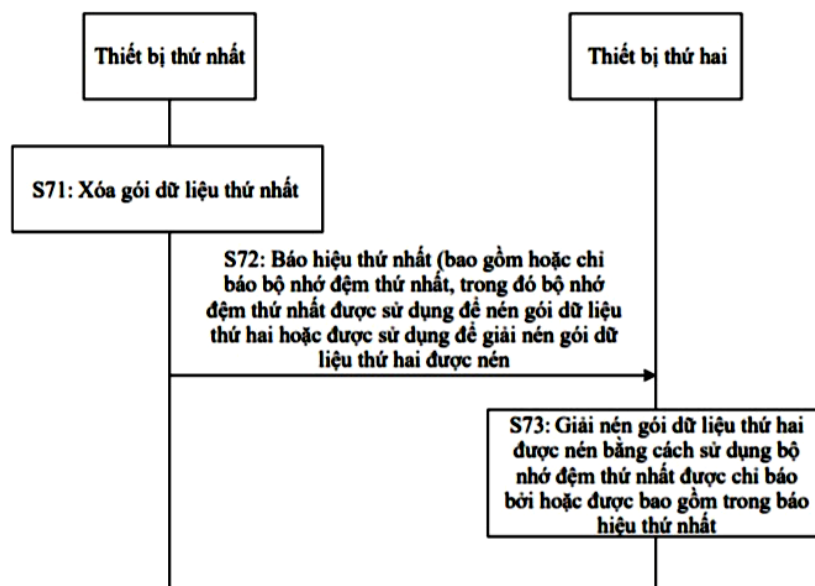 Thiết bị thứ nhất
Thiết bị thứ hai
S71: Xóa gói dữ liệu thứ nhất
S72: Báo hiệu thứ nhất (bao gồm hoặc chỉ
báo bộ nhớ đệm thứ nhất, trong đó bộ nhớ
đệm thứ nhất được sử dụng để nén gói dữ liệu
thứ hai hoặc được sử dụng để giải nén gói dữ
liệu thứ hai được nén
S73: Giải nén gói dữ liệu thứ hai
được nén bằng cách sử dụng bộ
nhớ đệm thứ nhất được chỉ báo
bởi hoặc được bao gồm trong báo
hiệu thứ nhất